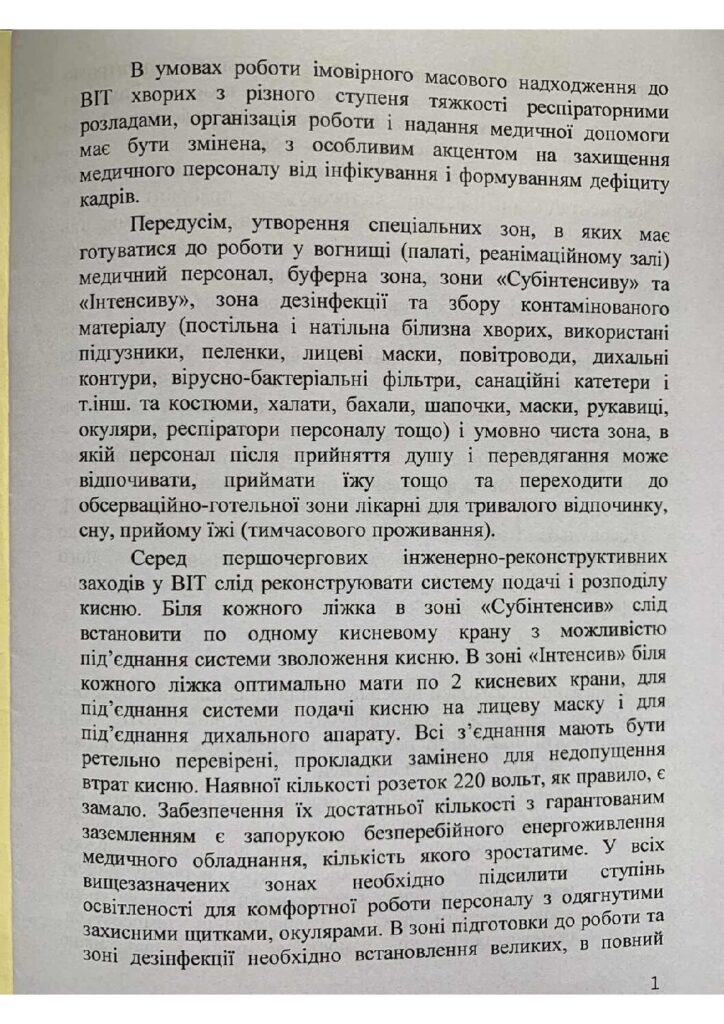 В умовах роботи імовірного масового надходження до
ВІТ хворих з різного ступеня тяжкості респіраторними
розладами, організація роботи і надання медичної допомоги
має бути змінена, з особливим акцентом на захищення
медичного персоналу від інфікування і формуванням дефіциту
кадрів.
Передусім, утворення спеціальних зон, в яких має
готуватися до роботи у вогнищі (палаті, реанімаційному залі)
медичний персонал, буферна зона, зони «Субінтенсиву» та
«Інтенсиву», зона дезінфекції та збору контамінованого
матеріалу (постільна і натільна білизна хворих, використані
підгузники, пеленки, лицеві маски, повітроводи, дихальні
контури, вірусно-бактеріальні фільтри, санаційні катетери і
т.інш. та костюми, халати, бахали, шапочки, маски, рукавиці,
окуляри, респіратори персоналу тощо) і умовно чиста зона, в
якій персонал після прийняття душу і перевдягання може
відпочивати, приймати їжу тощо та переходити до
обсерваційно-готельної зони лікарні для тривалого відпочинку,
сну, прийому їжі (тимчасового проживання).
Серед першочергових інженерно-реконструктивних
заходів у ВІТ слід реконструювати систему подачі і розподілу
кисню. Біля кожного ліжка в зоні «Субінтенсив» слід
встановити по одному кисневому крану з можливістю
під’єднання системи зволоження кисню. В зоні «Інтенсив» біля
кожного ліжка оптимально мати по 2 кисневих крани, для
під’єднання системи подачі кисню на лицеву маску і для
під’єднання дихального апарату. Всі з’єднання мають бути
ретельно перевірені, прокладки замінено для недопущення
втрат кисню. Наявної кількості розеток 220 вольт, як правило, є
замало. Забезпечення їх достатньої кількості з гарантованим
заземленням є запорукою безперебійного енергоживлення
медичного обладнання, кількість якого зростатиме. У всіх
вищезазначених зонах необхідно підсилити ступінь
освітленості для комфортної роботи персоналу з одягнутими
захисними щитками, окулярами. В зоні підготовки до роботи та
зоні дезінфекції необхідно встановлення великих, в повний
1